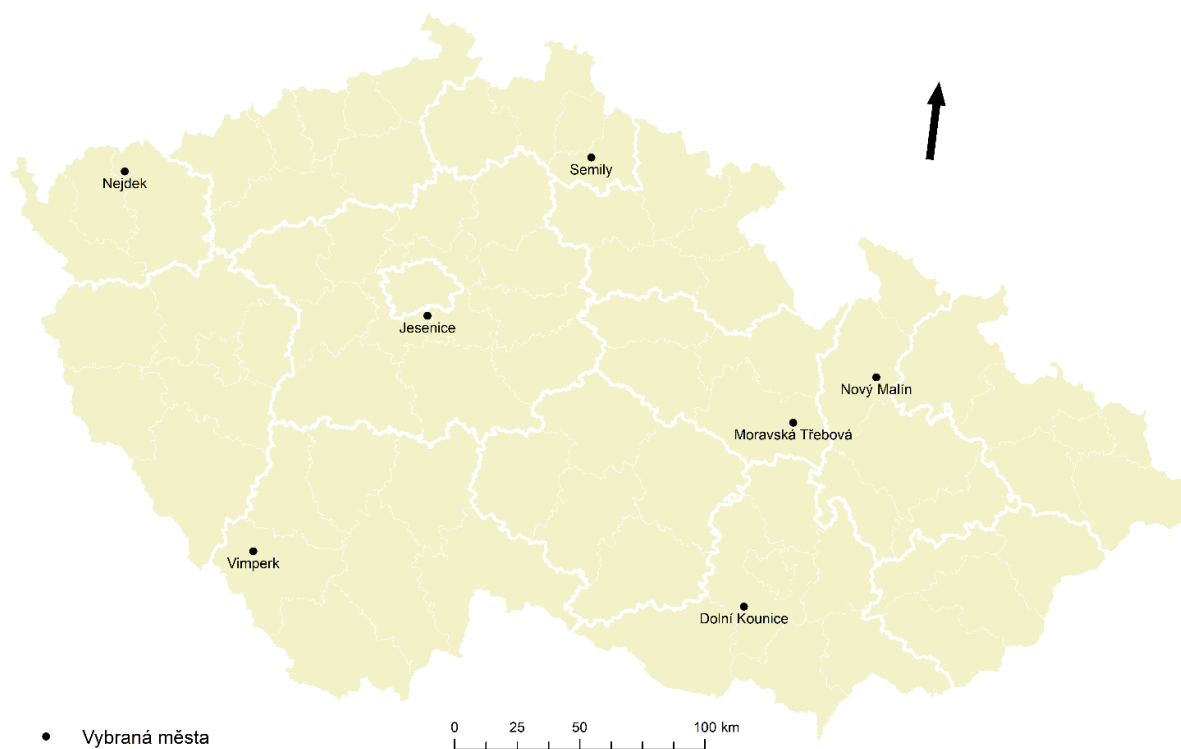 Semily
Nejdek
Jesenice
Nový Malín
Moravská Třebová
Vimperk
Dolní Kounice
0 25 50 100 km
Vybraná města